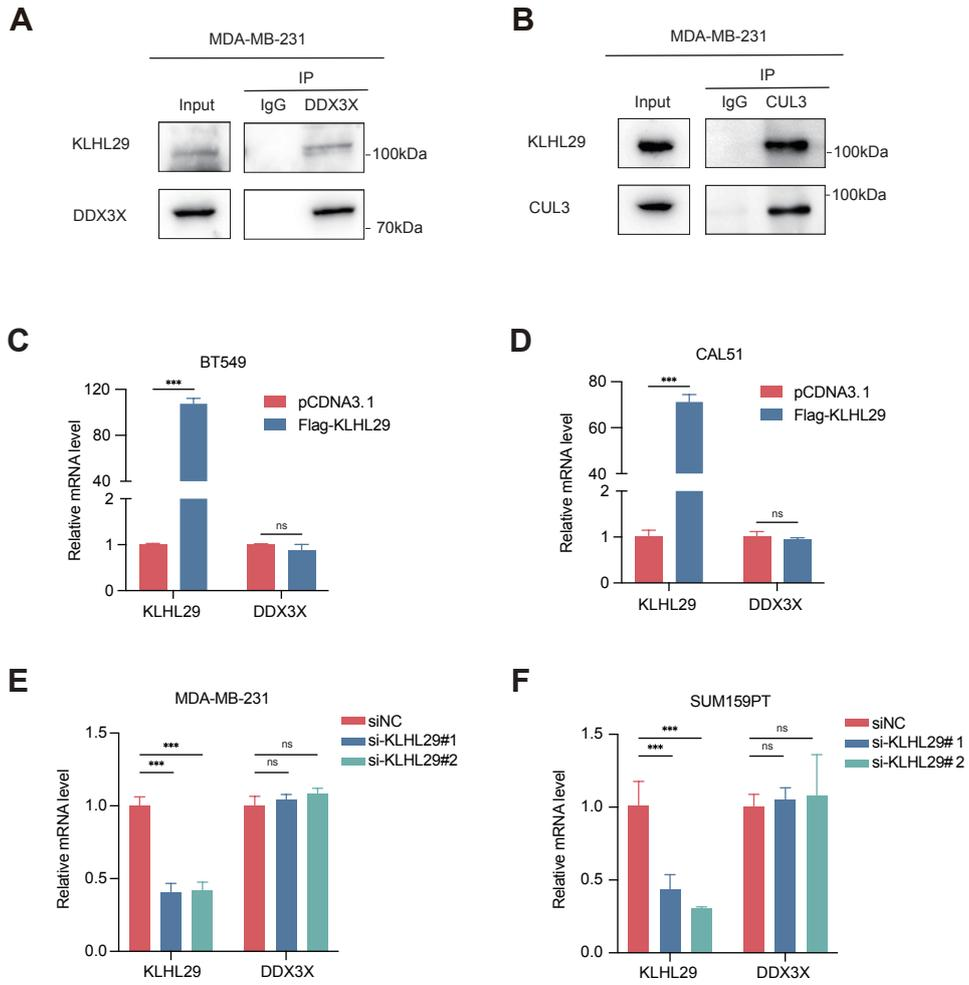 A
MDA-MB-231
IP
Input IgG DDX3X
KLHL29
-100kDa
DDX3X
- 70kDa
B
MDA-MB-231
IP
Input IgG CUL3
KLHL29
-100kDa
-100kDa
CUL3
C
BT549
Relative mRNA level
120
80
40
2
1
0
***
ns
pCDNA3.1
Flag-KLHL29
KLHL29 DDX3X
D
CAL51
Relative mRNA level
80
60
40
2
1
0
***
ns
pCDNA3.1
Flag-KLHL29
KLHL29 DDX3X
E
MDA-MB-231
Relative mRNA level
1.5
1.0
0.5
0.0
***
***
ns
ns
siNC
si-KLHL29#1
si-KLHL29#2
KLHL29 DDX3X
F
SUM159PT
Relative mRNA level
1.5
1.0
0.5
0.0
***
***
ns
ns
siNC
si-KLHL29# 1
si-KLHL29# 2
KLHL29 DDX3X